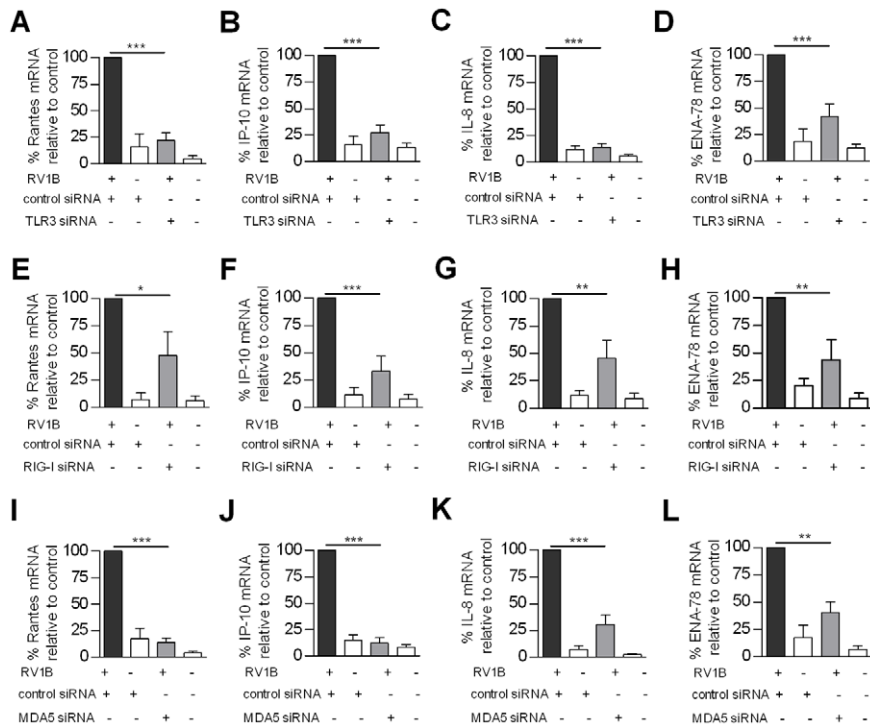 A
% Rantes mRNA
relative to control
100
75
50
25
0
***
RV1B + - + -
control siRNA + + - -
TLR3 siRNA - - + -
B
% IP-10 mRNA
relative to control
100
75
50
25
0
***
RV1B + - + -
control siRNA + + - -
TLR3 siRNA - - + -
C
% IL-8 mRNA
relative to control
100
75
50
25
0
***
RV1B + - + -
control siRNA + + - -
TLR3 siRNA - - + -
D
% ENA-78 mRNA
relative to control
100
75
50
25
0
***
RV1B + - + -
control siRNA + + - -
TLR3 siRNA - - + -
E
% Rantes mRNA
relative to control
100
75
50
25
0
*
RV1B + - + -
control siRNA + + - -
RIG-I siRNA - - + -
F
% IP-10 mRNA
relative to control
100
75
50
25
0
***
RV1B + - + -
control siRNA + + - -
RIG-I siRNA - - + -
G
% IL-8 mRNA
relative to control
100
75
50
25
0
**
RV1B + - + -
control siRNA + + - -
RIG-I siRNA - - + -
H
% ENA-78 mRNA
relative to control
100
75
50
25
0
**
RV1B + - + -
control siRNA + + - -
RIG-I siRNA - - + -
I
% Rantes mRNA
relative to control
100
75
50
25
0
***
RV1B + - + -
control siRNA + + - -
MDA5 siRNA - - + -
J
% IP-10 mRNA
relative to control
100
75
50
25
0
***
RV1B + - + -
control siRNA + + - -
MDA5 siRNA - - + -
K
% IL-8 mRNA
relative to control
100
75
50
25
0
***
RV1B + - + -
control siRNA + + - -
MDA5 siRNA - - + -
L
% ENA-78 mRNA
relative to control
100
75
50
25
0
**
RV1B + - + -
control siRNA + + - -
MDA5 siRNA - - + -